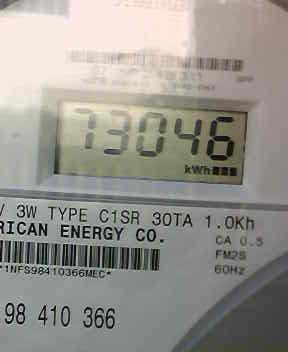 73046
kWh
V 3W TYPE C1SR 30TA 1.0Kh
RICAN ENERGY CO.
CA 0.5
FM2S
60Hz
*1NFS98410366MEC*
98 410 366